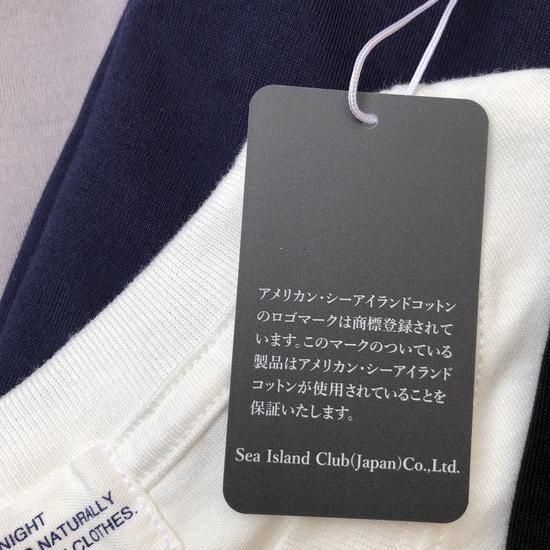 アメリカン・シーアイランドコットン
のロゴマークは商標登録されて
います。このマークのついている
製品はアメリカン・シーアイランド
コットンが使用されていることを
保証いたします。
Sea Island Club(Japan)Co.,Ltd.
NIGHT
NATURALLY
CLOTHES.